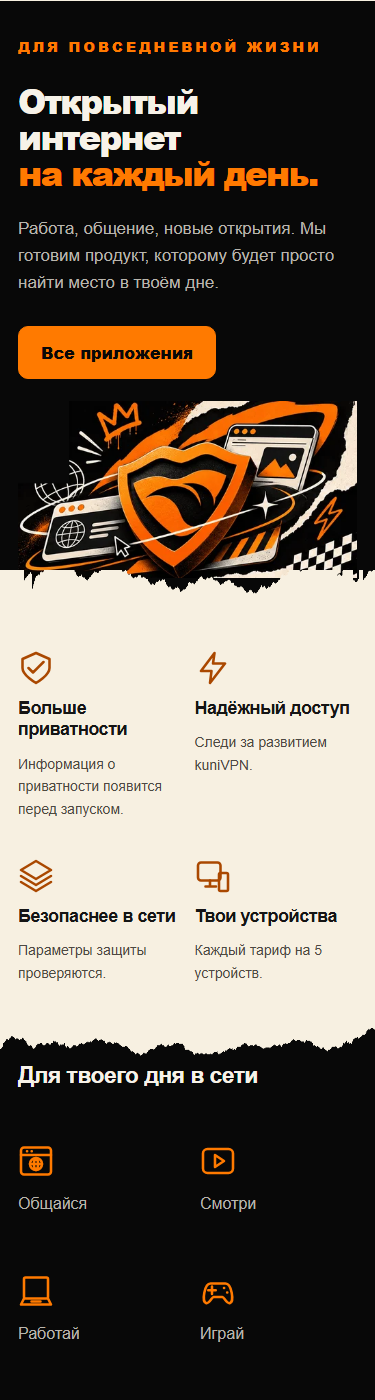 ДЛЯ ПОВСЕДНЕВНОЙ ЖИЗНИ
Открытый
интернет
на каждый день.
Работа, общение, новые открытия. Мы
готовим продукт, которому будет просто
найти место в твоём дне.
Все приложения
Больше
приватности
Информация о
приватности появится
перед запуском.
Надёжный доступ
Следи за развитием
kuniVPN.
Безопаснее в сети
Параметры защиты
проверяются.
Твои устройства
Каждый тариф на 5
устройств.
Для твоего дня в сети
Общайся
Смотри
Работай
Играй